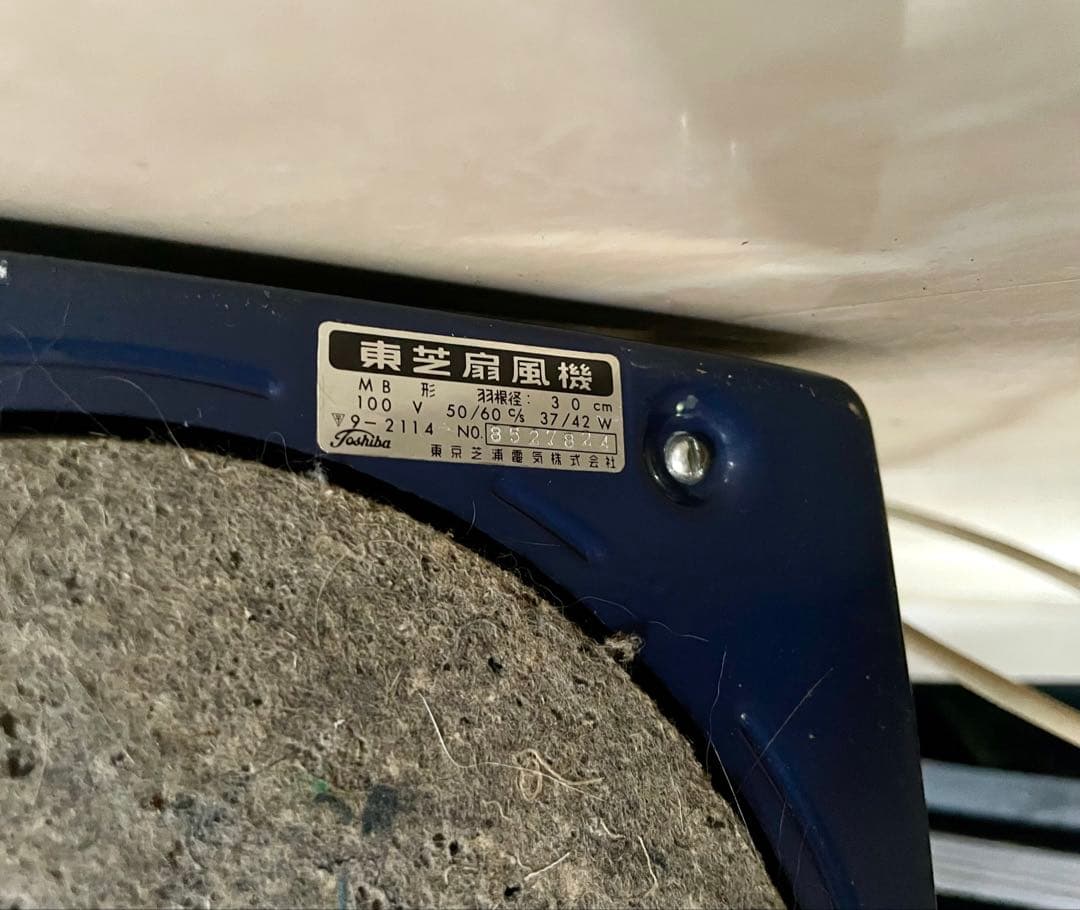 東芝扇風機
MB 形 羽根径: 30 cm
100 V 50/60 c/s 37/42 W
▽〒 9-2114 NO. 8527824
Toshiba 東京芝浦電気株式会社